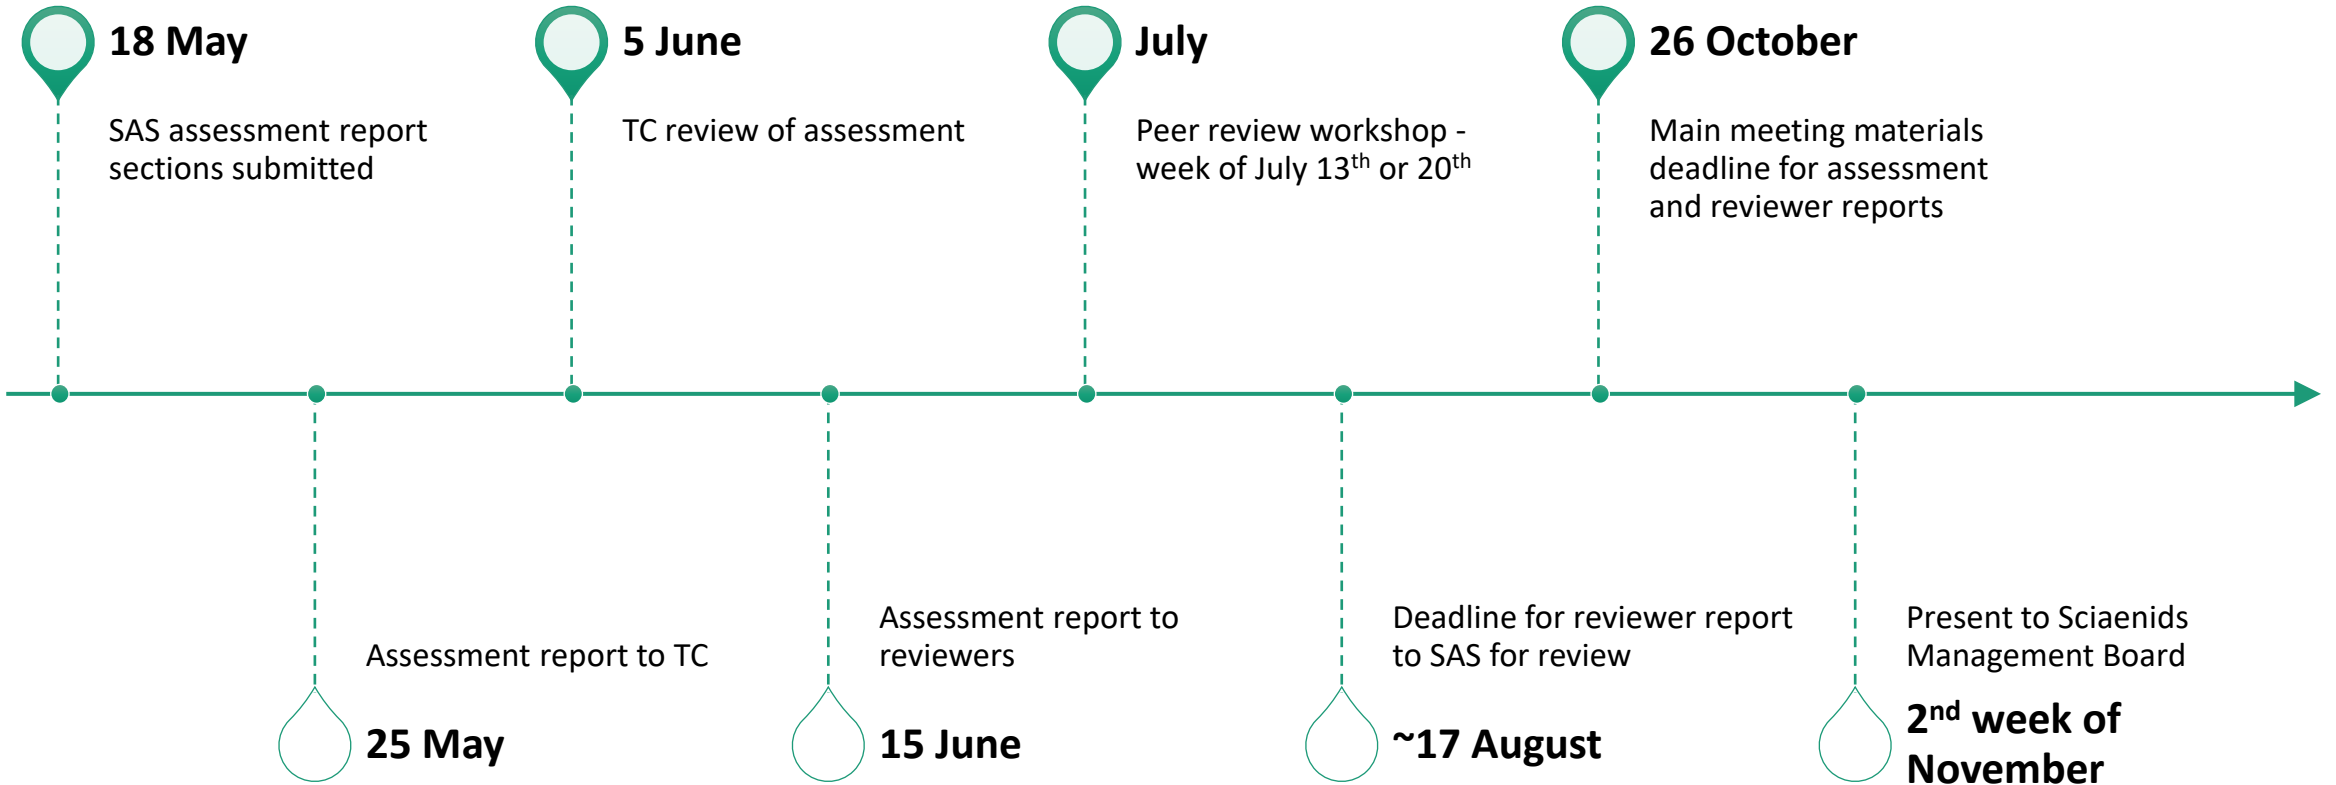 18 May
SAS assessment report
sections submitted
25 May
Assessment report to TC
5 June
TC review of assessment
15 June
Assessment report to
reviewers
July
Peer review workshop -
week of July 13th or 20th
~17 August
Deadline for reviewer report
to SAS for review
26 October
Main meeting materials
deadline for assessment
and reviewer reports
2nd week of
November
Present to Sciaenids
Management Board